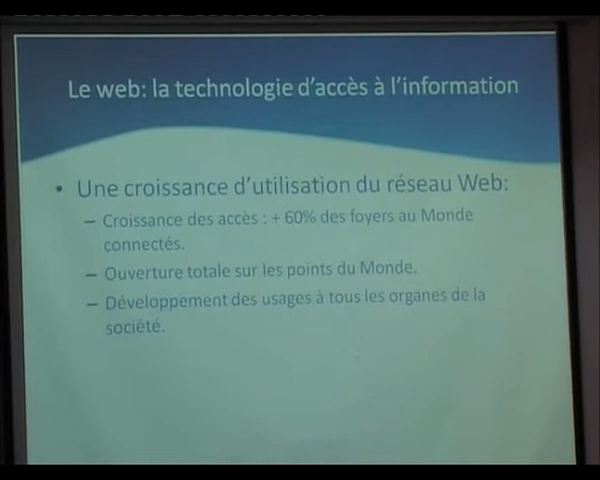 Le web: la technologie d'accès à l'information
• Une croissance d'utilisation du réseau Web:
– Croissance des accès : + 60% des foyers au Monde
connectés.
– Ouverture totale sur les points du Monde.
– Développement des usages à tous les organes de la
société.